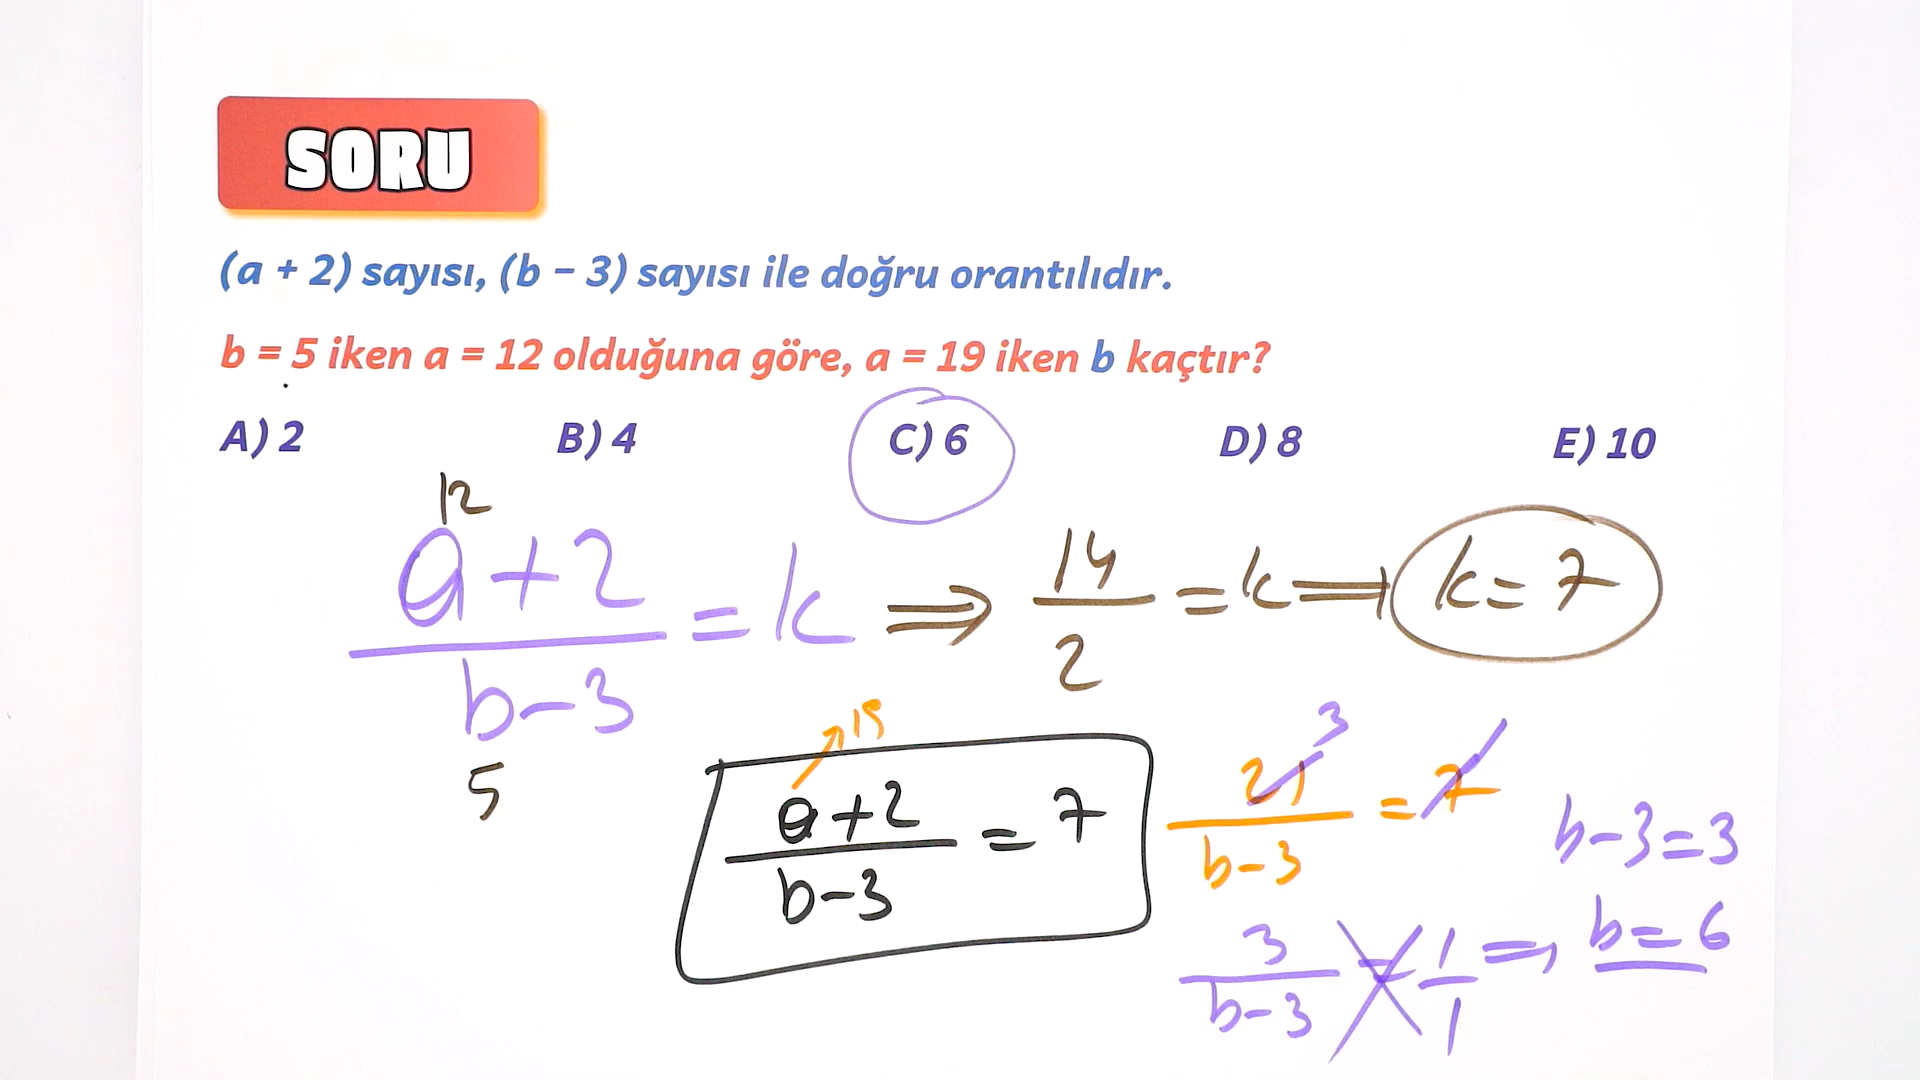 SORU
(a + 2) sayısı, (b − 3) sayısı ile doğru orantılıdır.
b = 5 iken a = 12 olduğuna göre, a = 19 iken b kaçtır?
A) 2 B) 4 C) 6 D) 8 E) 10
12
a+2 / b-3 = k ⇒ 14 / 2 = k ⇒ k = 7
5
19
a+2 / b-3 = 7
21 / b-3 = 7
3
b-3=3
3 / b-3 = 1 / 1 ⇒ b = 6